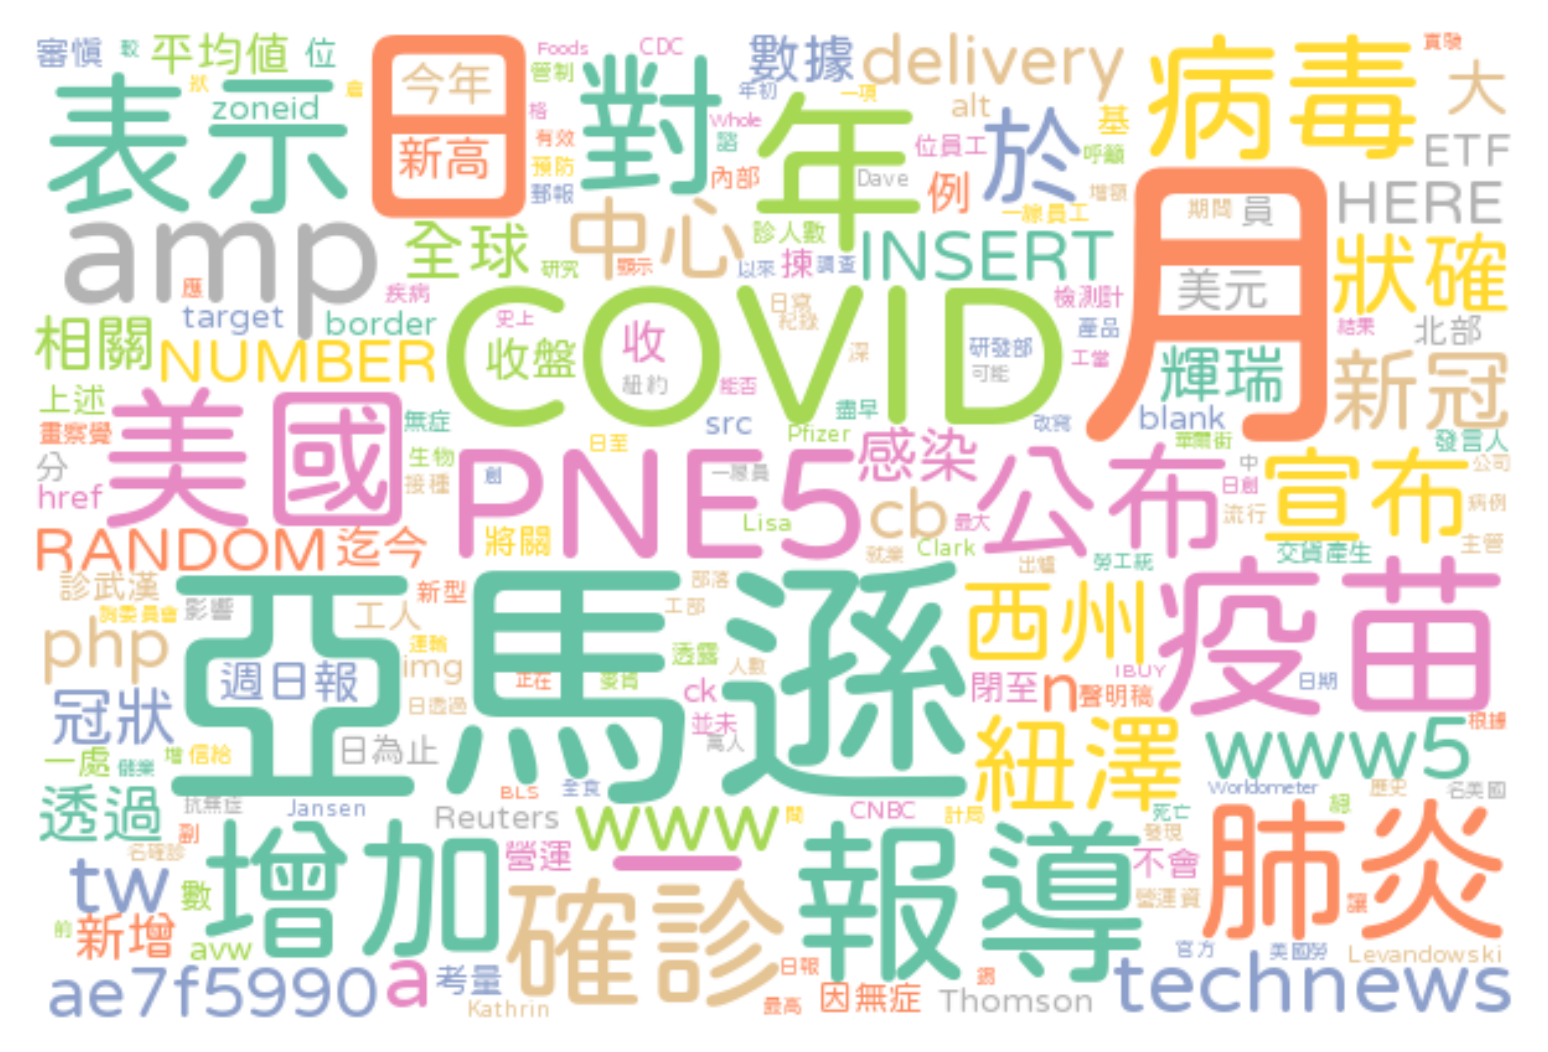 審慎
較
平均值
位
Foods
CDC
數據
delivery
病毒
實驗
表示
狀
zoneid
倉
日
今年
新高
管制
格
有效
預防
郵報
對
年初
一項
年
alt
基
大
Whole
諮
內部
位員工
Dave
例
於
呼籲
增額
一線員工
ETF
HERE
amp
全球
研究
中心
顯示
診人數
以來
揀
調查
INSERT
月
期間
員
美元
狀確
應
疾病
target
border
相關
NUMBER
COVID
史上
收盤
收
紐約
能否
日寫
紀錄
深
研發部
可能
檢測計
產品
工當
輝瑞
結果
北部
新冠
上述
畫察覺
美國
無症
src
Pfizer
盡早
改寫
blank
華爾街
發言人
分
href
生物
接種
日至
創
一線員
PNE5
感染
公布
中
日創
流行
宣布
公司
病例
RANDOM
迄今
將關
Lisa
cb
最大
就業
Clark
出爐
勞工統
交貨產生
主管
診武漢
新型
詢委員會
影響
工人
亞馬遜
部落
工部
西州
疫苗
php
週日報
運輸
img
正在
透露
人數
ck
閉至
n
IBUY
聲明稿
日期
冠狀
日透過
並未
萬人
紐澤
www5
根據
一處
儲業
增
信給
日為止
透過
抗無症
Jansen
BLS
全食
Reuters
www
間
CNBC
計局
死亡
Worldometer
歷史
名美國
副
名確診
增加
營運
報導
發現
不會
總
肺炎
tw
數
確診
營運資
讓
前
新增
avw
官方
美國勞
Levandowski
ae7f5990
a
考量
Kathrin
日報
最高
因無症
週
Thomson
technews